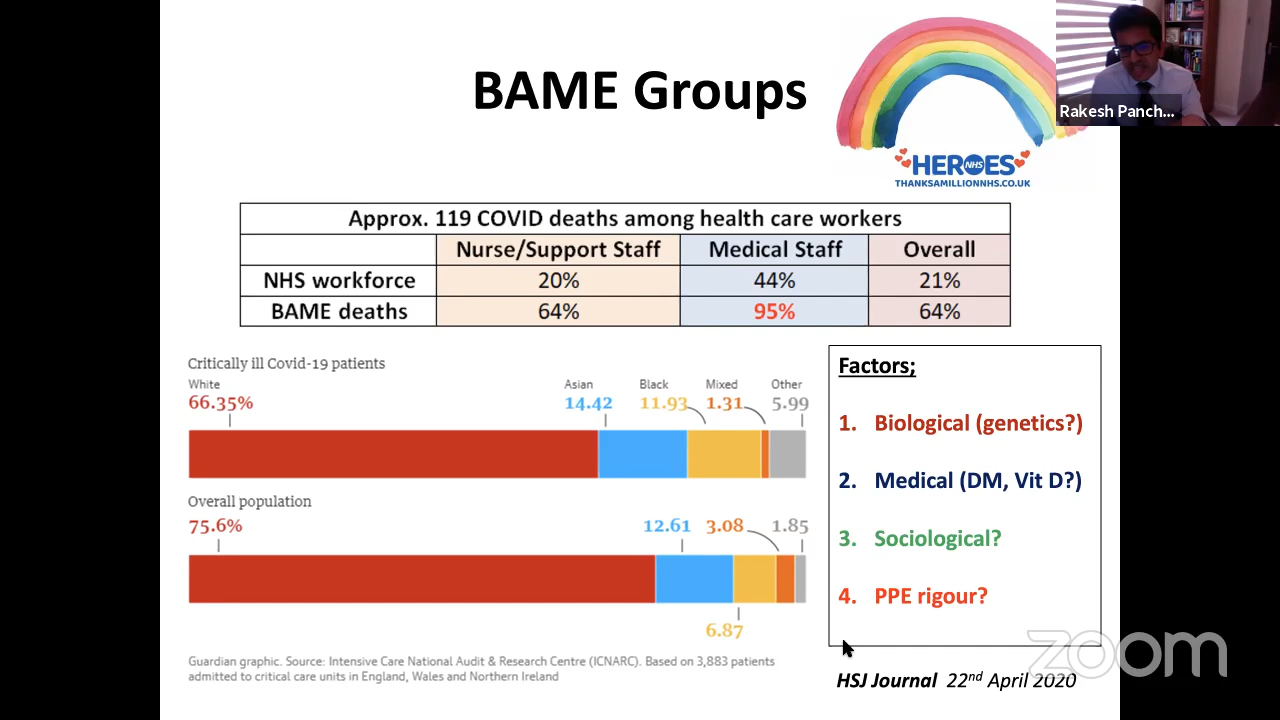 BAME Groups
Rakesh Panch...
HEROES
NHS
THANKSAMILLIONNHS.CO.UK
Approx. 119 COVID deaths among health care workers
Nurse/Support Staff Medical Staff Overall
NHS workforce 20% 44% 21%
BAME deaths 64% 95% 64%
Critically ill Covid-19 patients
White Asian Black Mixed Other
66.35% 14.42 11.93 1.31 5.99
Overall population
75.6% 12.61 3.08 1.85
6.87
Guardian graphic. Source: Intensive Care National Audit & Research Centre (ICNARC). Based on 3,883 patients
admitted to critical care units in England, Wales and Northern Ireland
Factors;
1. Biological (genetics?)
2. Medical (DM, Vit D?)
3. Sociological?
4. PPE rigour?
HSJ Journal 22nd April 2020
zoom